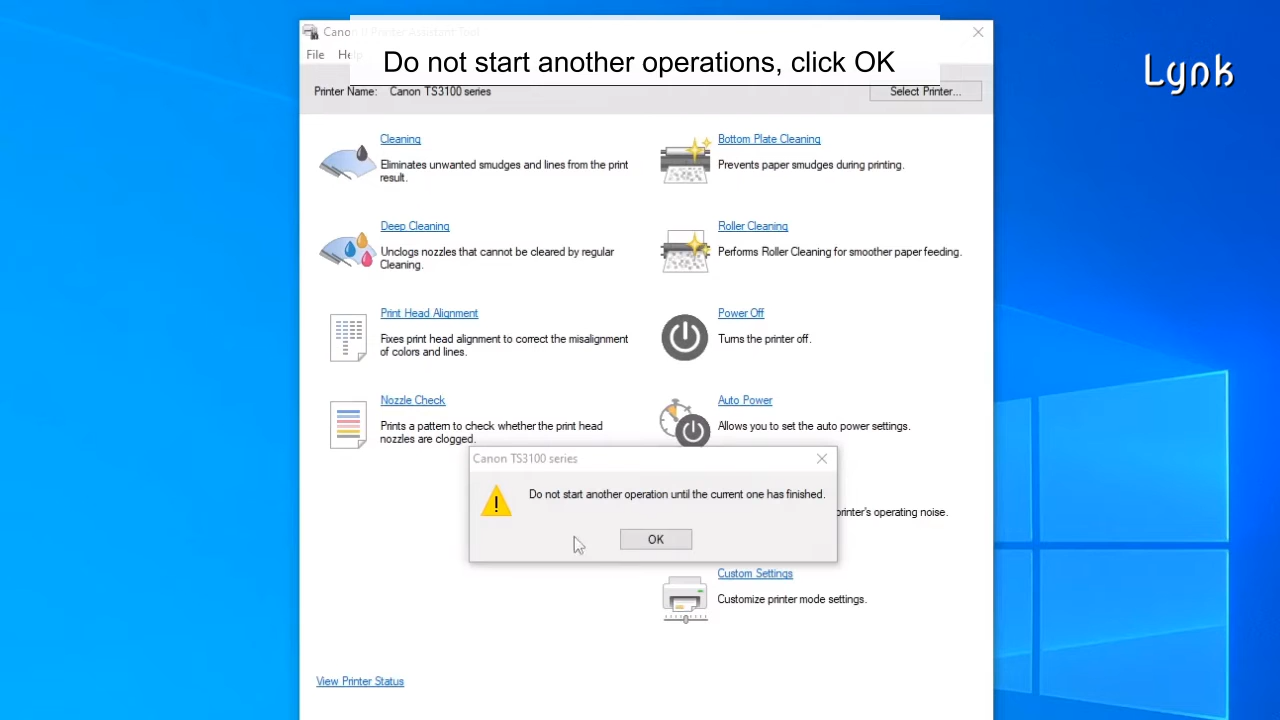 Canon IJ Printer Assistant Tool
Do not start another operations, click OK
Lynk
File Help
Printer Name: Canon TS3100 series
Select Printer...
Cleaning
Eliminates unwanted smudges and lines from the print
result.
Bottom Plate Cleaning
Prevents paper smudges during printing.
Deep Cleaning
Unclogs nozzles that cannot be cleared by regular
Cleaning.
Roller Cleaning
Performs Roller Cleaning for smoother paper feeding.
Print Head Alignment
Fixes print head alignment to correct the misalignment
of colors and lines.
Power Off
Turns the printer off.
Nozzle Check
Prints a pattern to check whether the print head
nozzles are clogged.
Auto Power
Allows you to set the auto power settings.
Canon TS3100 series
Do not start another operation until the current one has finished.
OK
printer's operating noise.
Custom Settings
Customize printer mode settings.
View Printer Status